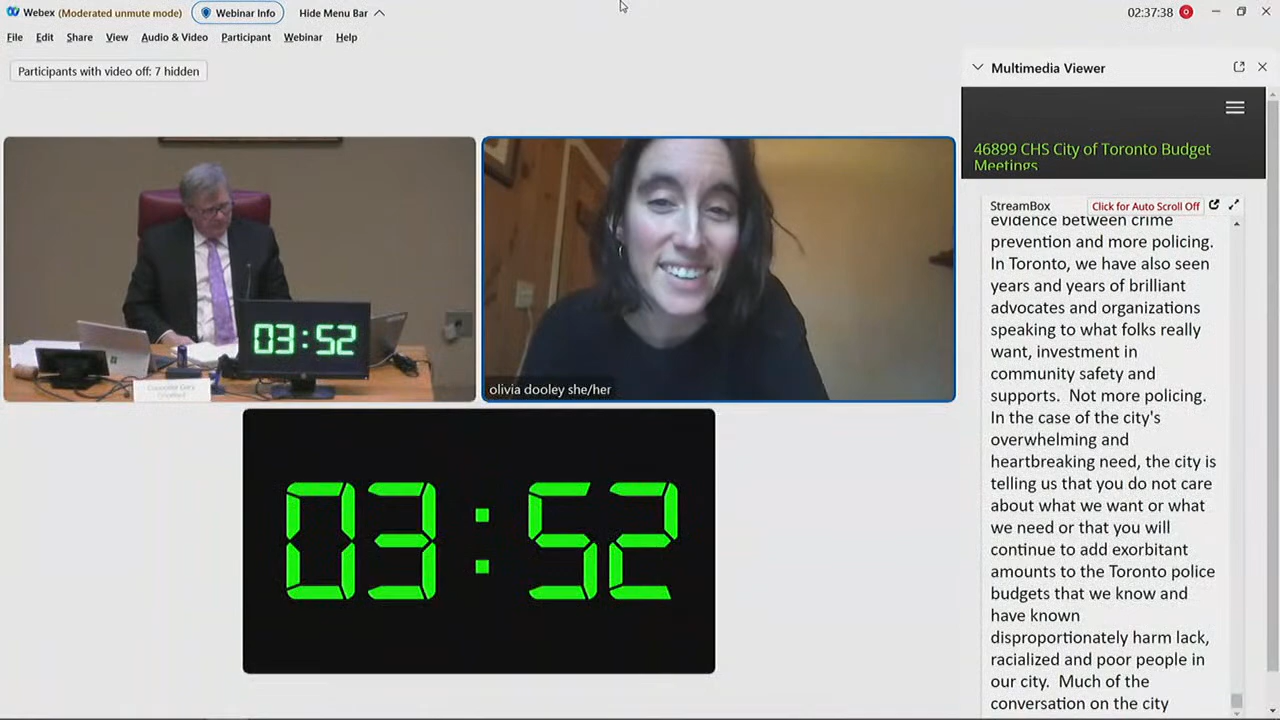 Webex (Moderated unmute mode) Webinar Info Hide Menu Bar 02:37:38
File Edit Share View Audio & Video Participant Webinar Help
Participants with video off: 7 hidden
Multimedia Viewer
46899 CHS City of Toronto Budget
Meetings
StreamBox Click for Auto Scroll Off
evidence between crime
prevention and more policing.
In Toronto, we have also seen
years and years of brilliant
advocates and organizations
speaking to what folks really
want, investment in
community safety and
supports. Not more policing.
In the case of the city's
overwhelming and
heartbreaking need, the city is
telling us that you do not care
about what we want or what
we need or that you will
continue to add exorbitant
amounts to the Toronto police
budgets that we know and
have known
disproportionately harm lack,
racialized and poor people in
our city. Much of the
conversation on the city
03:52
olivia dooley she/her
03:52